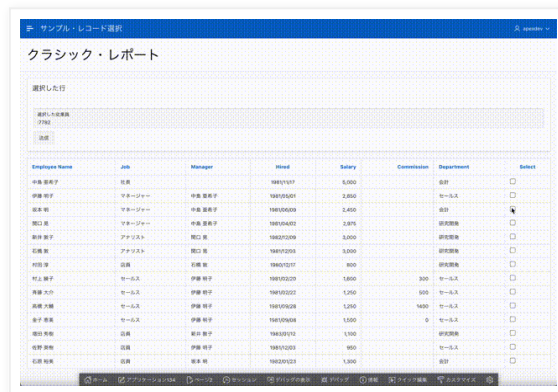 サンプル・レコード選択 apexdev
クラシック・レポート
選択した行
選択した従業員
:7782
送信
Employee Name Job Manager Hired Salary Commission Department Select
中島 亜希子 社長 1981/11/17 5,000 会計
伊藤 明子 マネージャー 中島 亜希子 1981/05/01 2,850 セールス
坂本 明 マネージャー 中島 亜希子 1981/06/09 2,450 会計
関口 亮 マネージャー 中島 亜希子 1981/04/02 2,975 研究開発
新井 敦子 アナリスト 関口 亮 1982/12/09 3,000 研究開発
石橋 敏 アナリスト 関口 亮 1981/12/03 3,000 研究開発
村田 淳 店員 石橋 敏 1980/12/17 800 研究開発
村上 綾子 セールス 伊藤 明子 1981/02/20 1,600 300 セールス
斉藤 大介 セールス 伊藤 明子 1981/02/22 1,250 500 セールス
高橋 大輔 セールス 伊藤 明子 1981/09/28 1,250 1400 セールス
金子 恵美 セールス 伊藤 明子 1981/09/08 1,500 0 セールス
増田 秀樹 店員 新井 敦子 1983/01/12 1,100 研究開発
佐野 英樹 店員 伊藤 明子 1981/12/03 950 セールス
石原 裕美 店員 坂本 明 1982/01/23 1,300 会計
ホーム アプリケーション134 ページ2 セッション デバッグの表示 デバッグ 情報 クイック編集 カスタマイズ